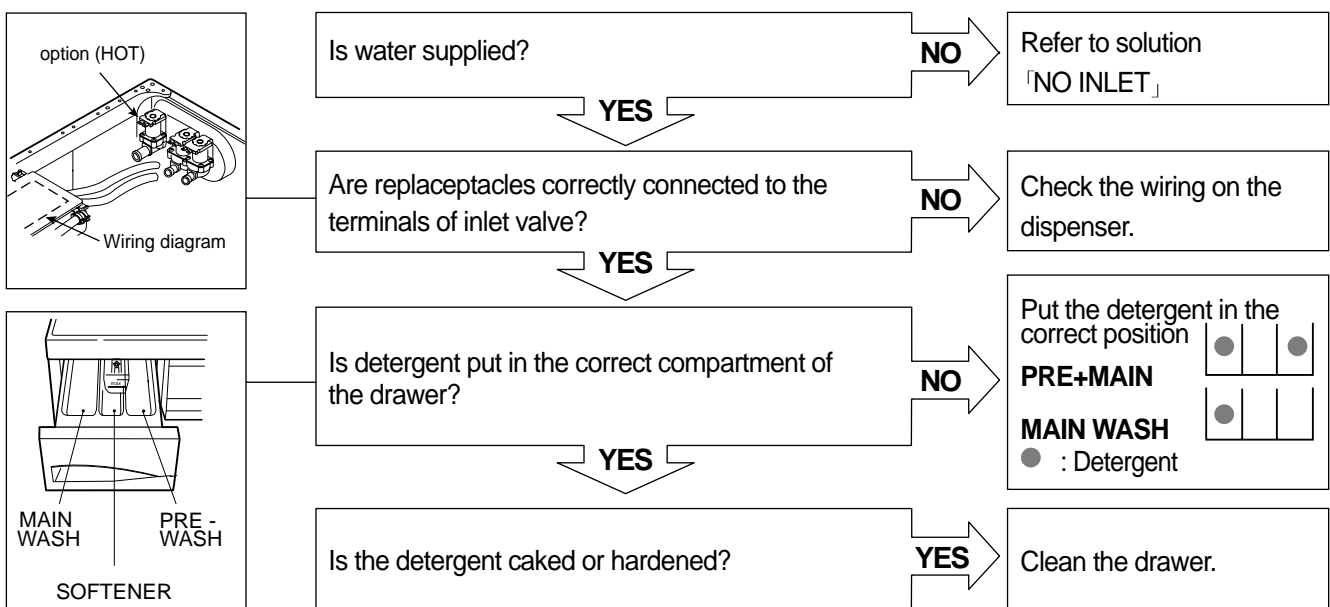 option (HOT)
Wiring diagram
Is water supplied?
NO
Refer to solution
「NO INLET」
YES
Are replaceptacles correctly connected to the
terminals of inlet valve?
NO
Check the wiring on the
dispenser.
YES
max
MAIN
WASH
PRE -
WASH
SOFTENER
Is detergent put in the correct compartment of
the drawer?
NO
Put the detergent in the
correct position
PRE+MAIN
MAIN WASH
: Detergent
YES
Is the detergent caked or hardened?
YES
Clean the drawer.